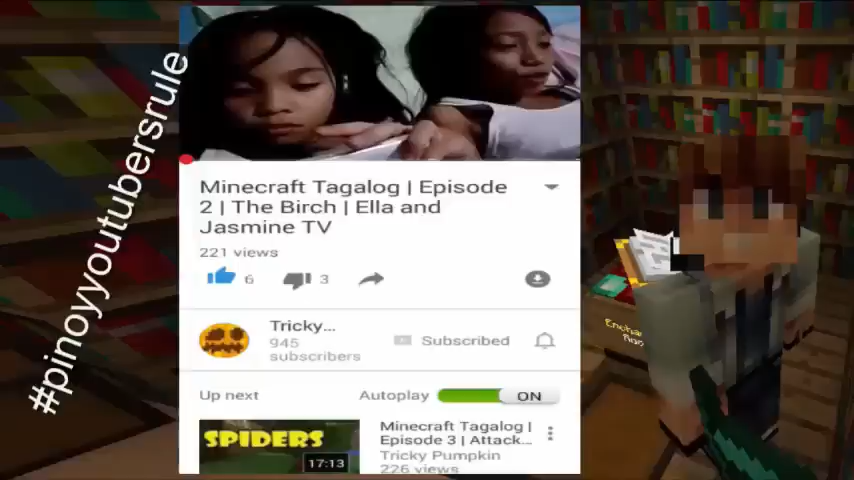 #pinoyyoutubersrule
Minecraft Tagalog | Episode
2 | The Birch | Ella and
Jasmine TV
221 views
6
3
Tricky...
945
subscribers
Subscribed
Up next
Autoplay
ON
SPIDERS
17:13
Minecraft Tagalog |
Episode 3 | Attack...
Tricky Pumpkin
226 views